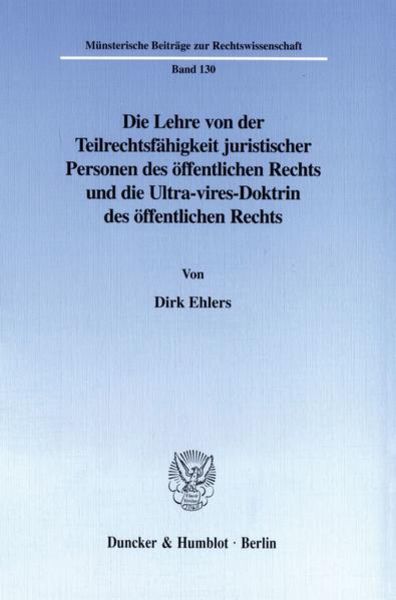 Münsterische Beiträge zur Rechtswissenschaft
Band 130
Die Lehre von der
Teilrechtsfähigkeit juristischer
Personen des öffentlichen Rechts
und die Ultra-vires-Doktrin
des öffentlichen Rechts
Von
Dirk Ehlers
Duncker & Humblot · Berlin